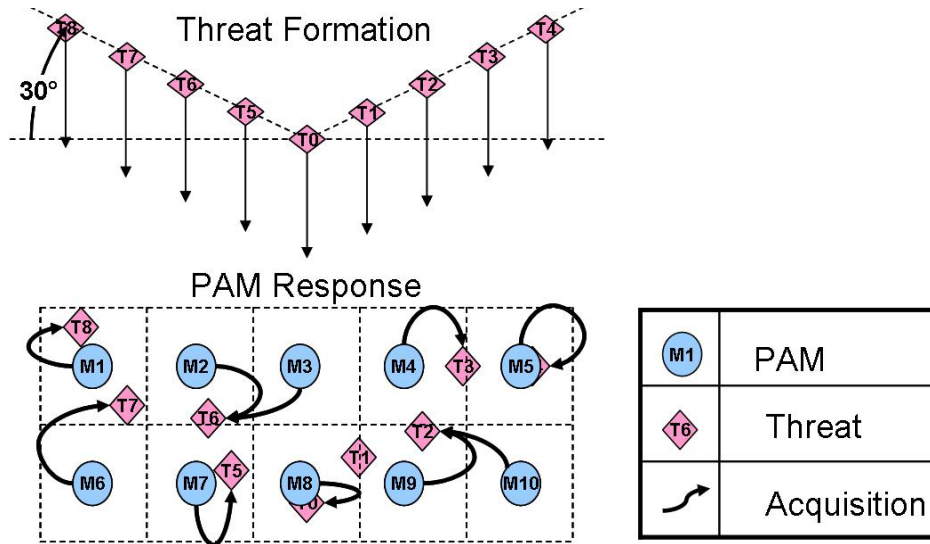 Threat Formation
T8
T4
T7
T3
30°
T6
T2
T5
T1
T0
PAM Response
T8
M1
M2
M3
M4
T3
M5
T7
T6
T2
M6
M7
T5
M8
T1
M9
M10
T0
M1
PAM
T6
Threat
Acquisition